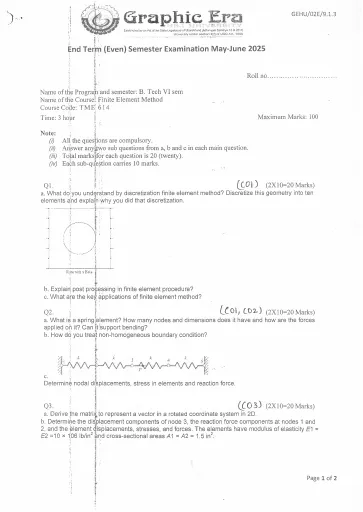 Graphic Era
GEHU/02E/9.1.3
End Term (Even) Semester Examination May-June 2025
Roll no
Name of the Program and semester: B. Tech VI sem
Name of the Course: Finite Element Method
Course Code: TME 614
Time: 3 hour
Maximum Marks: 100
Note:
(i) All the questions are compulsory.
(ii) Answer any two sub questions from a, b and c in each main question.
(iii) Total marks for each question is 20 (twenty).
(iv) Each sub-question carries 10 marks.
Q1.
(CO1) (2X10=20 Marks)
a. What do you understand by discretization finite element method? Discretize this geometry into ten
elements and explain why you did that discretization.
b. Explain post processing in finite element procedure?
c. What are the key applications of finite element method?
Q2.
(CO1, CO2) (2X10=20 Marks)
a. What is a spring element? How many nodes and dimensions does it have and how are the forces
applied on it? Can it support bending?
b. How do you treat non-homogeneous boundary condition?
c.
Determine nodal displacements, stress in elements and reaction force.
Q3.
(CO3) (2X10=20 Marks)
a. Derive the matrix to represent a vector in a rotated coordinate system in 2D.
b. Determine the displacement components of node 3, the reaction force components at nodes 1 and
2, and the element displacements, stresses, and forces. The elements have modulus of elasticity E1 =
E2 =10 × 106 lb/in² and cross-sectional areas A1 = A2 = 1.5 in².
Page 1 of 2